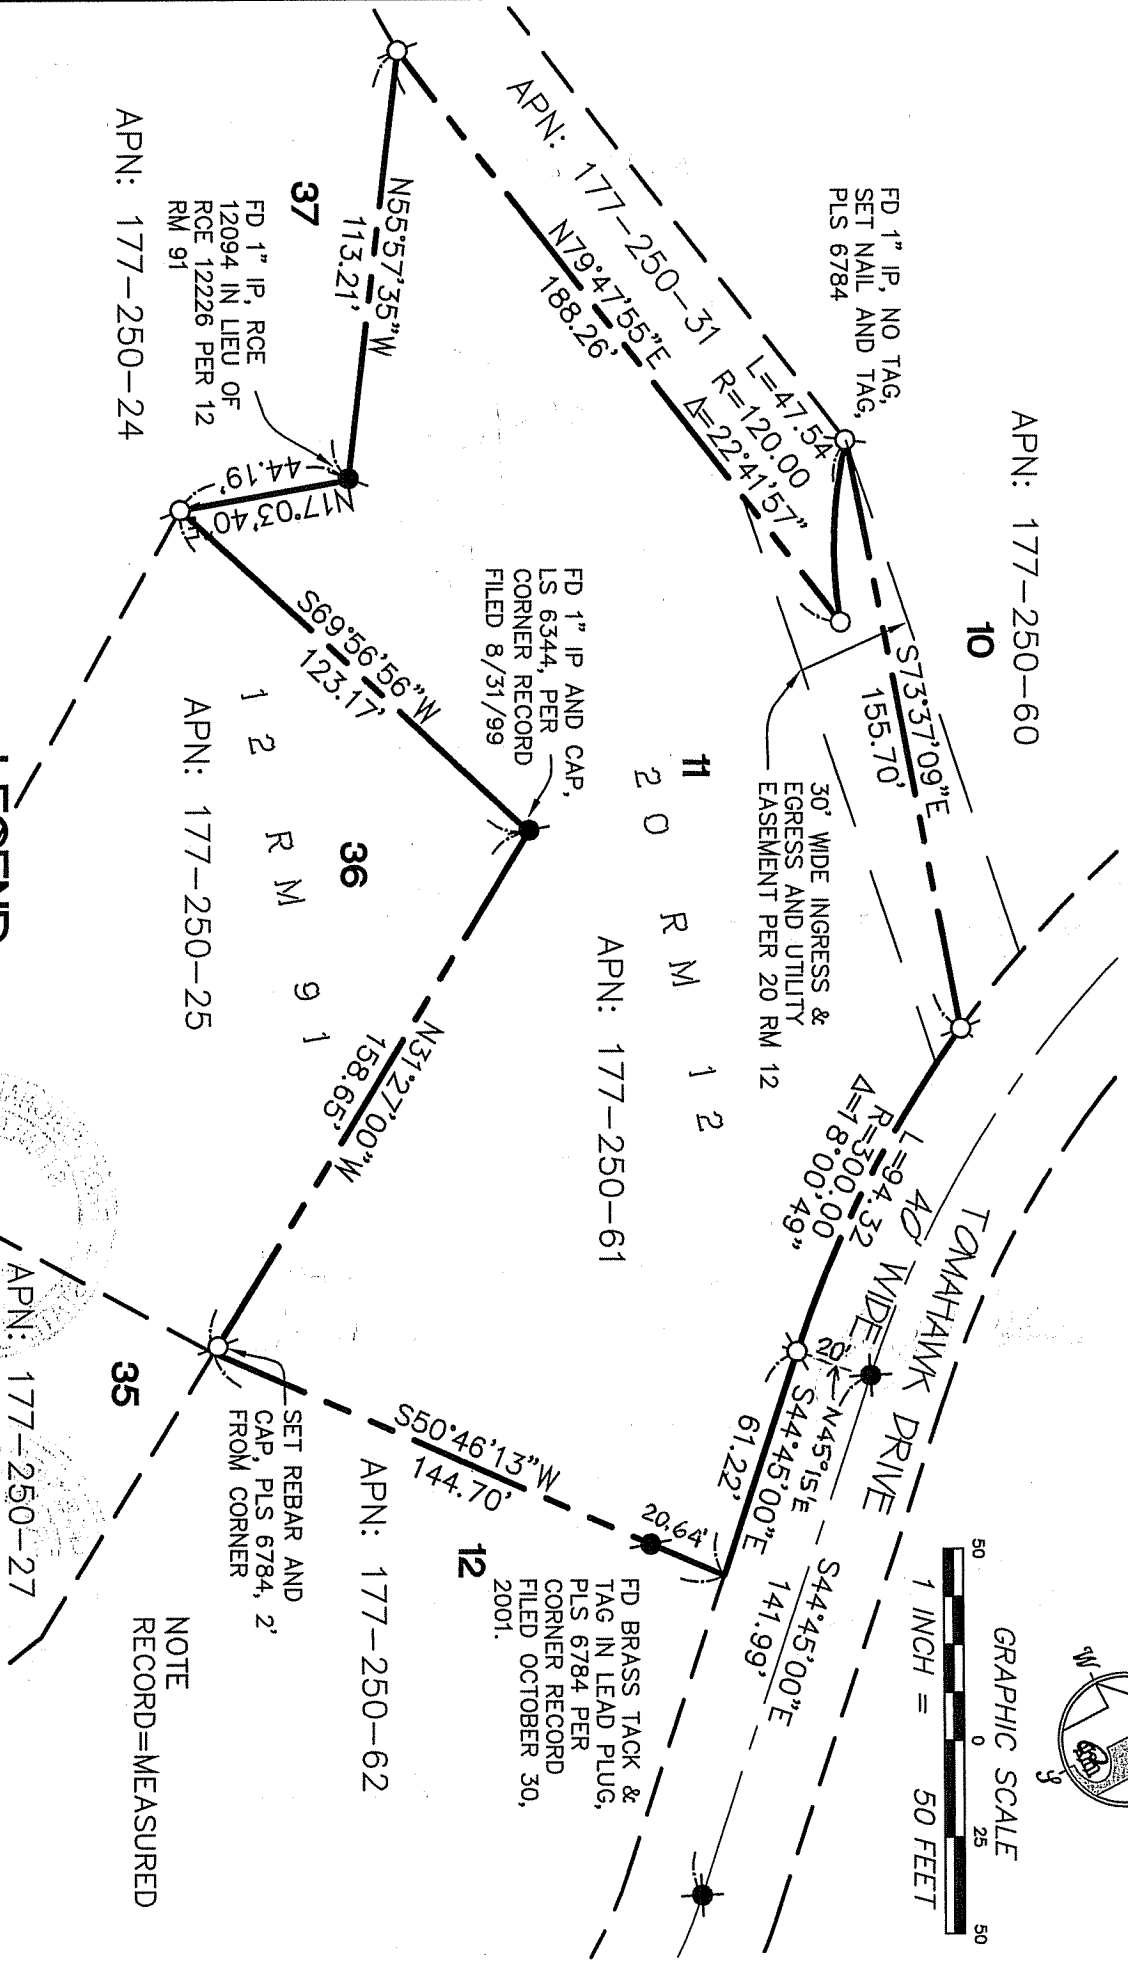 APN: 177-250-60
10
FD 1" IP, NO TAG,
SET NAIL AND TAG,
PLS 6784
APN: 177-250-31
N79°47'55"E
188.26'
L=47.54
R=120.00
Δ=22°41'57"
S73°37'09"E
155.70'
30' WIDE INGRESS &
EGRESS AND UTILITY
EASEMENT PER 20 RM 12
11
20 RM 12
APN: 177-250-61
L=94.32
R=300.00
Δ=18°00'49"
TOMAHAWK DRIVE
40' WIDE
20'
N45°15'E
S44°45'00"E
61.22'
S44°45'00"E
141.99'
GRAPHIC SCALE
50 0 25 50
1 INCH = 50 FEET
W
S
N55°57'35"W
113.21'
37
FD 1" IP, RCE
12094 IN LIEU OF
RCE 12226 PER 12
RM 91
APN: 177-250-24
N17°03'40"
44.19'
S69°56'56"W
123.17'
FD 1" IP AND CAP,
LS 6344, PER
CORNER RECORD
FILED 8/31/99
36
12 RM 91
APN: 177-250-25
N31°27'00"W
158.65'
S50°46'13"W
144.70'
20.64'
12
FD BRASS TACK &
TAG IN LEAD PLUG,
PLS 6784 PER
CORNER RECORD
FILED OCTOBER 30,
2001.
APN: 177-250-62
SET REBAR AND
CAP, PLS 6784, 2'
FROM CORNER
35
APN: 177-250-27
NOTE
RECORD=MEASURED
LEGEND